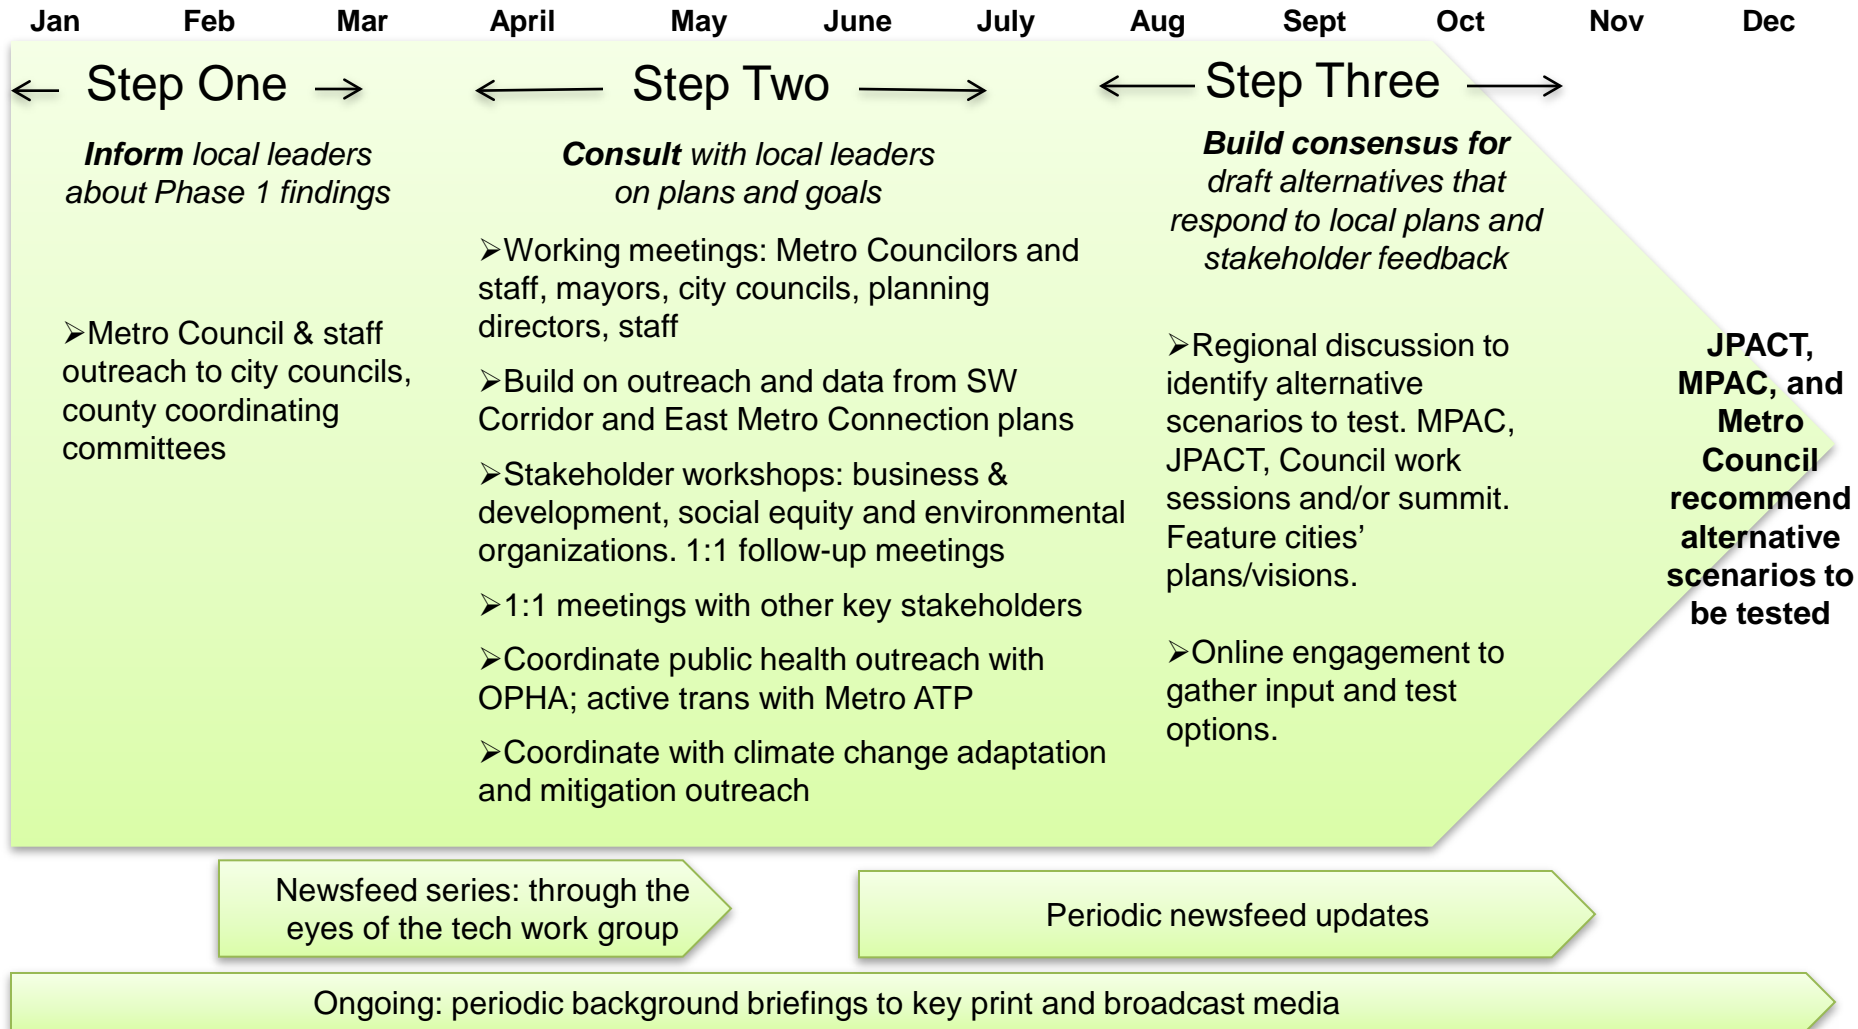 Jan Feb Mar April May June July Aug Sept Oct Nov Dec
Step One
Inform local leaders
about Phase 1 findings
➢Metro Council & staff
outreach to city councils,
county coordinating
committees
Step Two
Consult with local leaders
on plans and goals
➢Working meetings: Metro Councilors and
staff, mayors, city councils, planning
directors, staff
➢Build on outreach and data from SW
Corridor and East Metro Connection plans
➢Stakeholder workshops: business &
development, social equity and environmental
organizations. 1:1 follow-up meetings
➢1:1 meetings with other key stakeholders
➢Coordinate public health outreach with
OPHA; active trans with Metro ATP
➢Coordinate with climate change adaptation
and mitigation outreach
Step Three
Build consensus for
draft alternatives that
respond to local plans and
stakeholder feedback
➢Regional discussion to
identify alternative
scenarios to test. MPAC,
JPACT, Council work
sessions and/or summit.
Feature cities’
plans/visions.
➢Online engagement to
gather input and test
options.
JPACT,
MPAC, and
Metro
Council
recommend
alternative
scenarios to
be tested
Newsfeed series: through the
eyes of the tech work group
Periodic newsfeed updates
Ongoing: periodic background briefings to key print and broadcast media